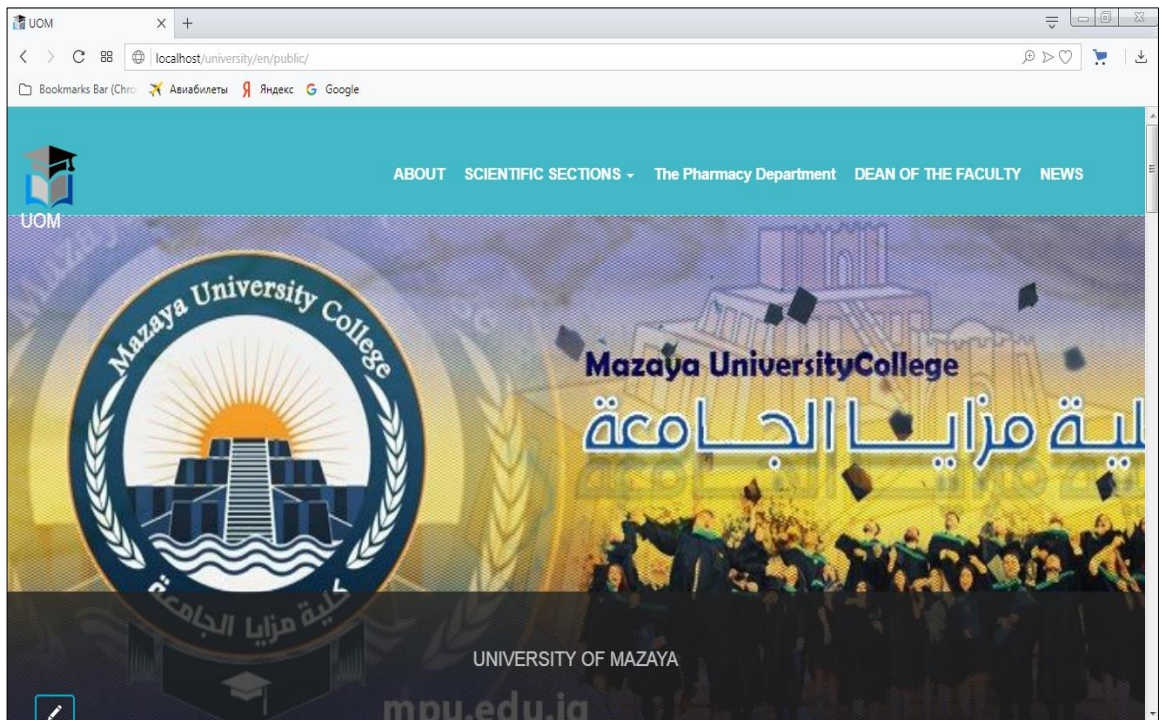 UOM
localhost/university/en/public/
Bookmarks Bar (Chro
Авиабилеты
Яндекс
Google
UOM
ABOUT
SCIENTIFIC SECTIONS
The Pharmacy Department
DEAN OF THE FACULTY
NEWS
Mazaya University College
كلية مزايا الجامعة
Mazaya UniversityCollege
لية مزايا الجامعة
UNIVERSITY OF MAZAYA
mpu.edu.iq